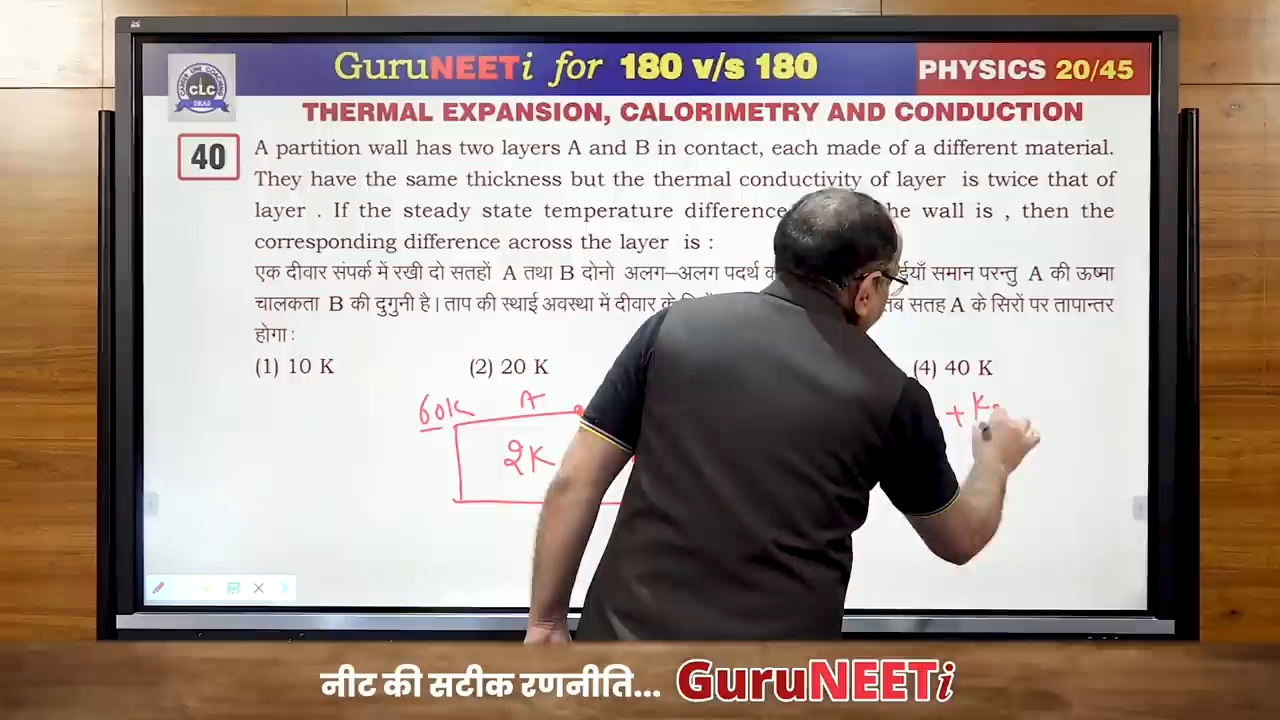 GuruNEETi for 180 v/s 180
PHYSICS 20/45
CLC
SIKAR
THERMAL EXPANSION, CALORIMETRY AND CONDUCTION
40
A partition wall has two layers A and B in contact, each made of a different material.
They have the same thickness but the thermal conductivity of layer is twice that of
layer . If the steady state temperature difference he wall is , then the
corresponding difference across the layer is :
एक दीवार संपर्क में रखी दो सतहों A तथा B दोनो अलग–अलग पदर्थ समान परन्तु A की ऊष्मा
चालकता B की दुगुनी है। ताप की स्थाई अवस्था में दीवार सतह A के सिरों पर तापान्तर
होगा :
(1) 10 K (2) 20 K (4) 40 K
60K A + K
2K
नीट की सटीक रणनीति... GuruNEETi